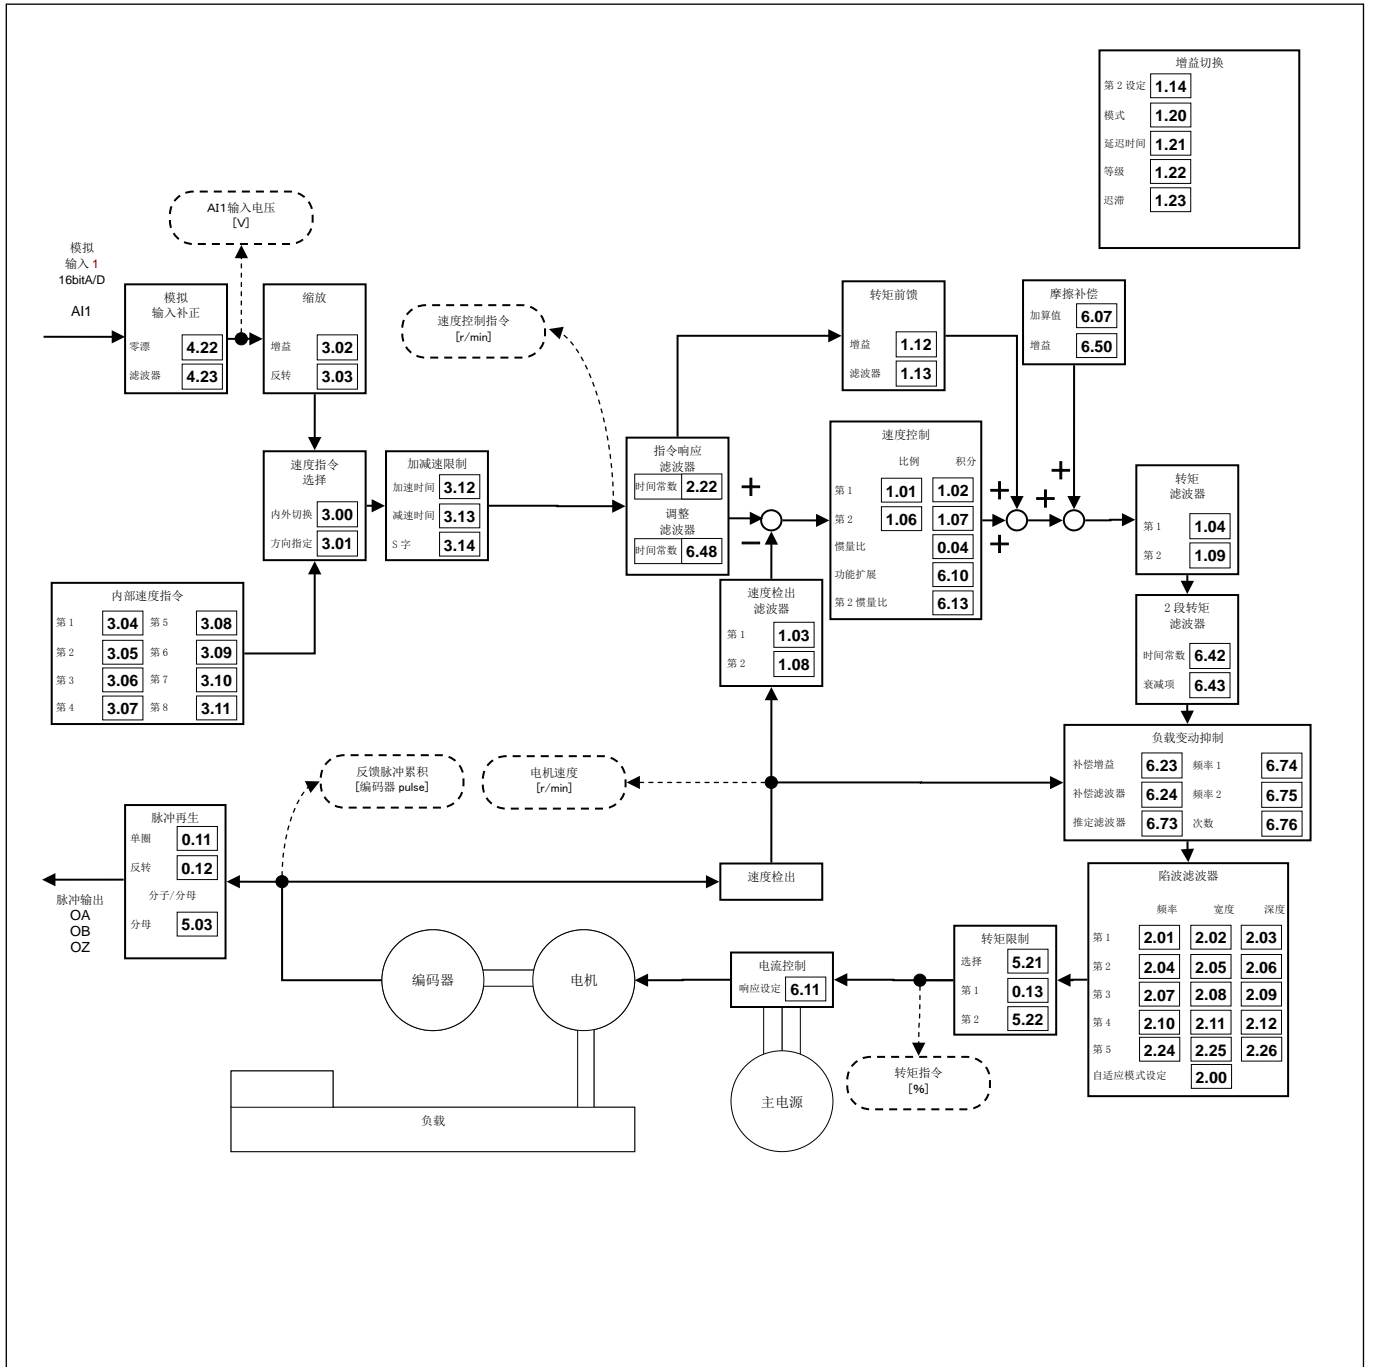 增益切换
第 2 设定 1.14
模式 1.20
延迟时间 1.21
等级 1.22
迟滞 1.23
AI1输入电压
[V]
模拟
输入 1
16bitA/D
AI1
模拟
输入补正
零漂 4.22
滤波器 4.23
缩放
增益 3.02
反转 3.03
速度控制指令
[r/min]
转矩前馈
增益 1.12
滤波器 1.13
摩擦补偿
加算值 6.07
增益 6.50
速度指令
选择
内外切换 3.00
方向指定 3.01
加减速限制
加速时间 3.12
减速时间 3.13
S 字 3.14
指令响应
滤波器
时间常数 2.22
调整
滤波器
时间常数 6.48
+
−
速度控制
比例 积分
第 1 1.01 1.02
第 2 1.06 1.07
惯量比 0.04
功能扩展 6.10
第 2 惯量比 6.13
+
+
+
+
转矩
滤波器
第 1 1.04
第 2 1.09
内部速度指令
第 1 3.04 第 5 3.08
第 2 3.05 第 6 3.09
第 3 3.06 第 7 3.10
第 4 3.07 第 8 3.11
速度检出
滤波器
第 1 1.03
第 2 1.08
2 段转矩
滤波器
时间常数 6.42
衰减项 6.43
反馈脉冲累积
[编码器 pulse]
电机速度
[r/min]
负载变动抑制
补偿增益 6.23 频率 1 6.74
补偿滤波器 6.24 频率 2 6.75
推定滤波器 6.73 次数 6.76
脉冲再生
单圈 0.11
反转 0.12
分子/分母
分母 5.03
脉冲输出
OA
OB
OZ
速度检出
陷波滤波器
频率 宽度 深度
第 1 2.01 2.02 2.03
第 2 2.04 2.05 2.06
第 3 2.07 2.08 2.09
第 4 2.10 2.11 2.12
第 5 2.24 2.25 2.26
自适应模式设定 2.00
转矩限制
选择 5.21
第 1 0.13
第 2 5.22
编码器
电机
电流控制
响应设定 6.11
转矩指令
[%]
主电源
负载